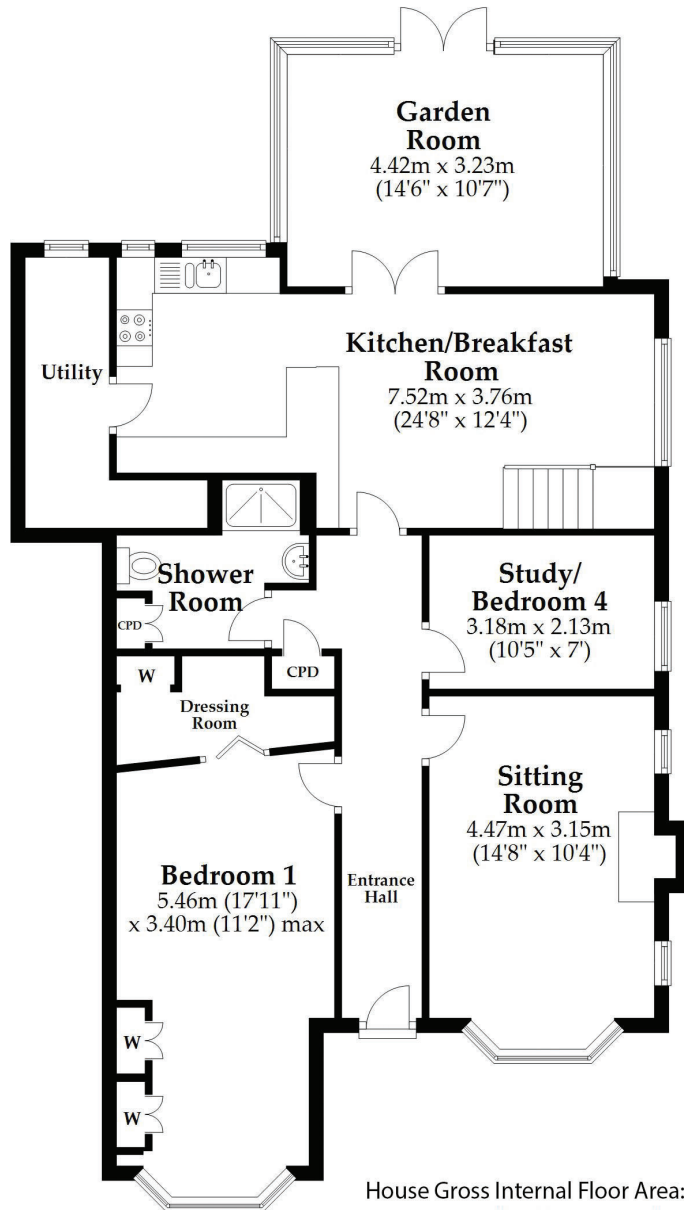 Garden
Room
4.42m x 3.23m
(14'6" x 10'7")
Utility
Kitchen/Breakfast
Room
7.52m x 3.76m
(24'8" x 12'4")
Shower
Room
CPD
Study/
Bedroom 4
3.18m x 2.13m
(10'5" x 7')
W
CPD
Dressing
Room
Sitting
Room
4.47m x 3.15m
(14'8" x 10'4")
Bedroom 1
5.46m (17'11")
x 3.40m (11'2") max
Entrance
Hall
W
W
House Gross Internal Floor Area: